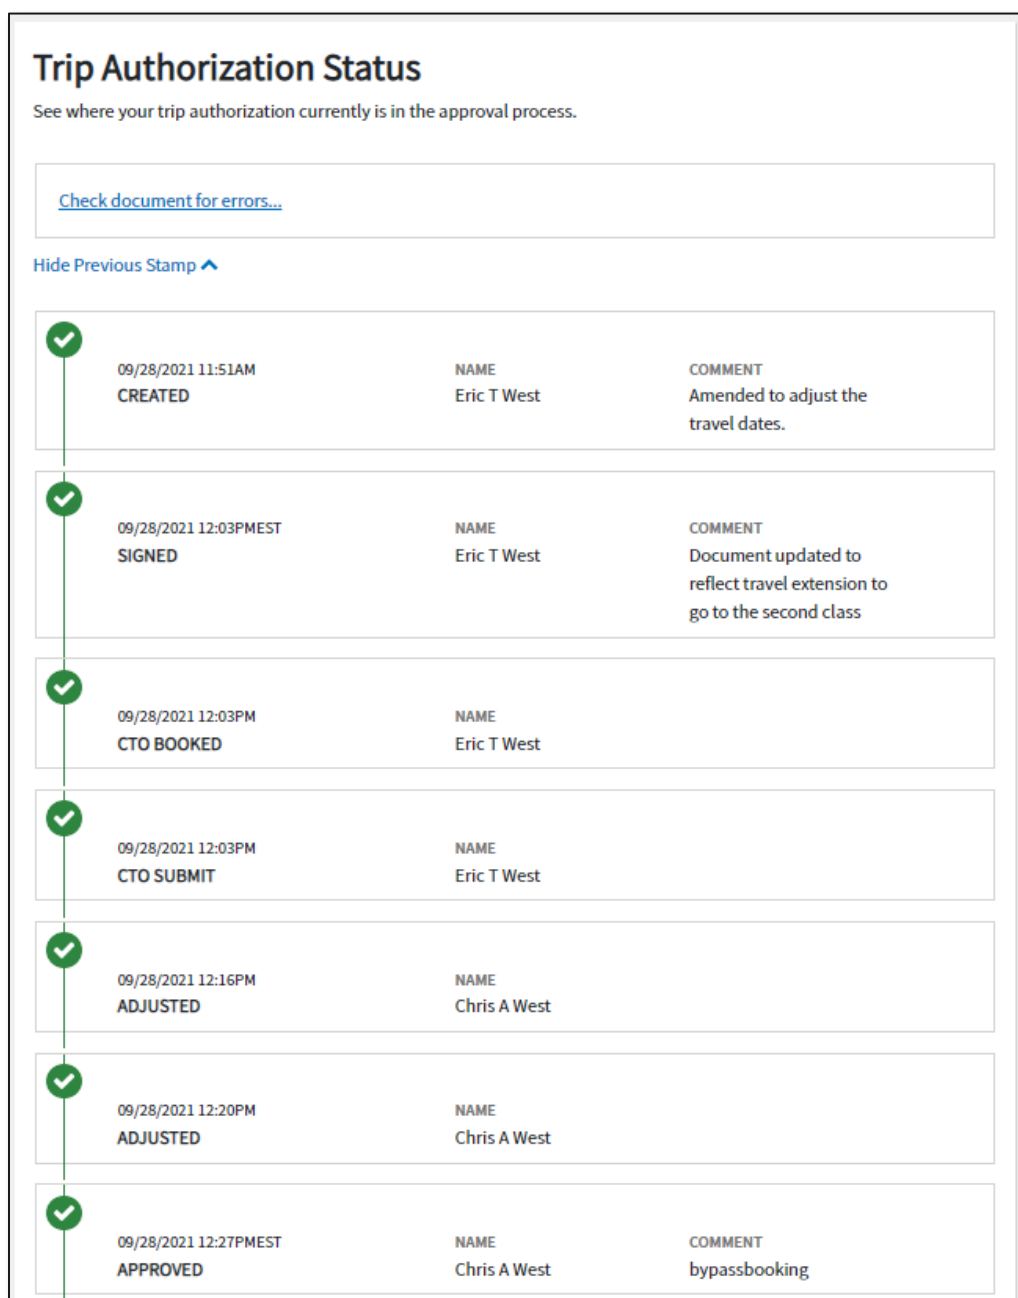 Trip Authorization Status
See where your trip authorization currently is in the approval process.
Check document for errors...
Hide Previous Stamp
09/28/2021 11:51AM NAME COMMENT
CREATED Eric T West Amended to adjust the
travel dates.
09/28/2021 12:03PMEST NAME COMMENT
SIGNED Eric T West Document updated to
reflect travel extension to
go to the second class
09/28/2021 12:03PM NAME
CTO BOOKED Eric T West
09/28/2021 12:03PM NAME
CTO SUBMIT Eric T West
09/28/2021 12:16PM NAME
ADJUSTED Chris A West
09/28/2021 12:20PM NAME
ADJUSTED Chris A West
09/28/2021 12:27PMEST NAME COMMENT
APPROVED Chris A West bypassbooking